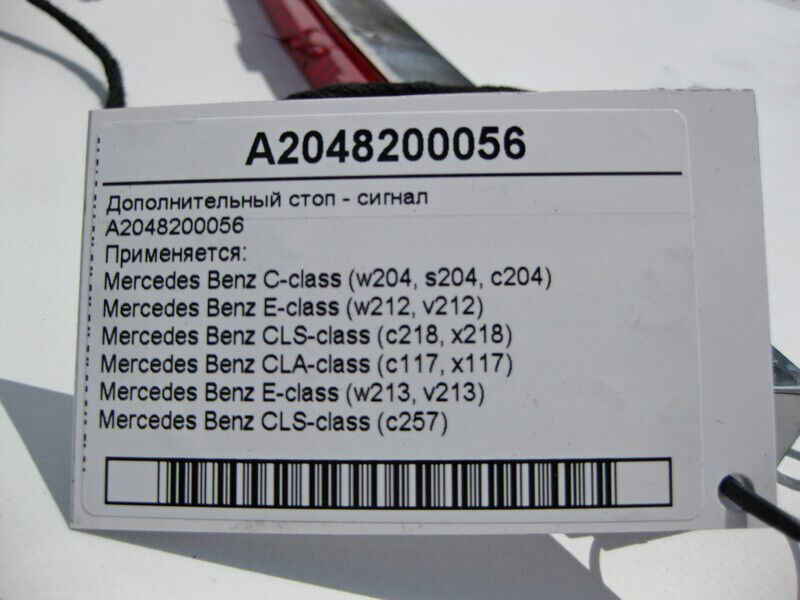 A2048200056
Дополнительный стоп - сигнал
A2048200056
Применяется:
Mercedes Benz C-class (w204, s204, c204)
Mercedes Benz E-class (w212, v212)
Mercedes Benz CLS-class (c218, x218)
Mercedes Benz CLA-class (c117, x117)
Mercedes Benz E-class (w213, v213)
Mercedes Benz CLS-class (c257)